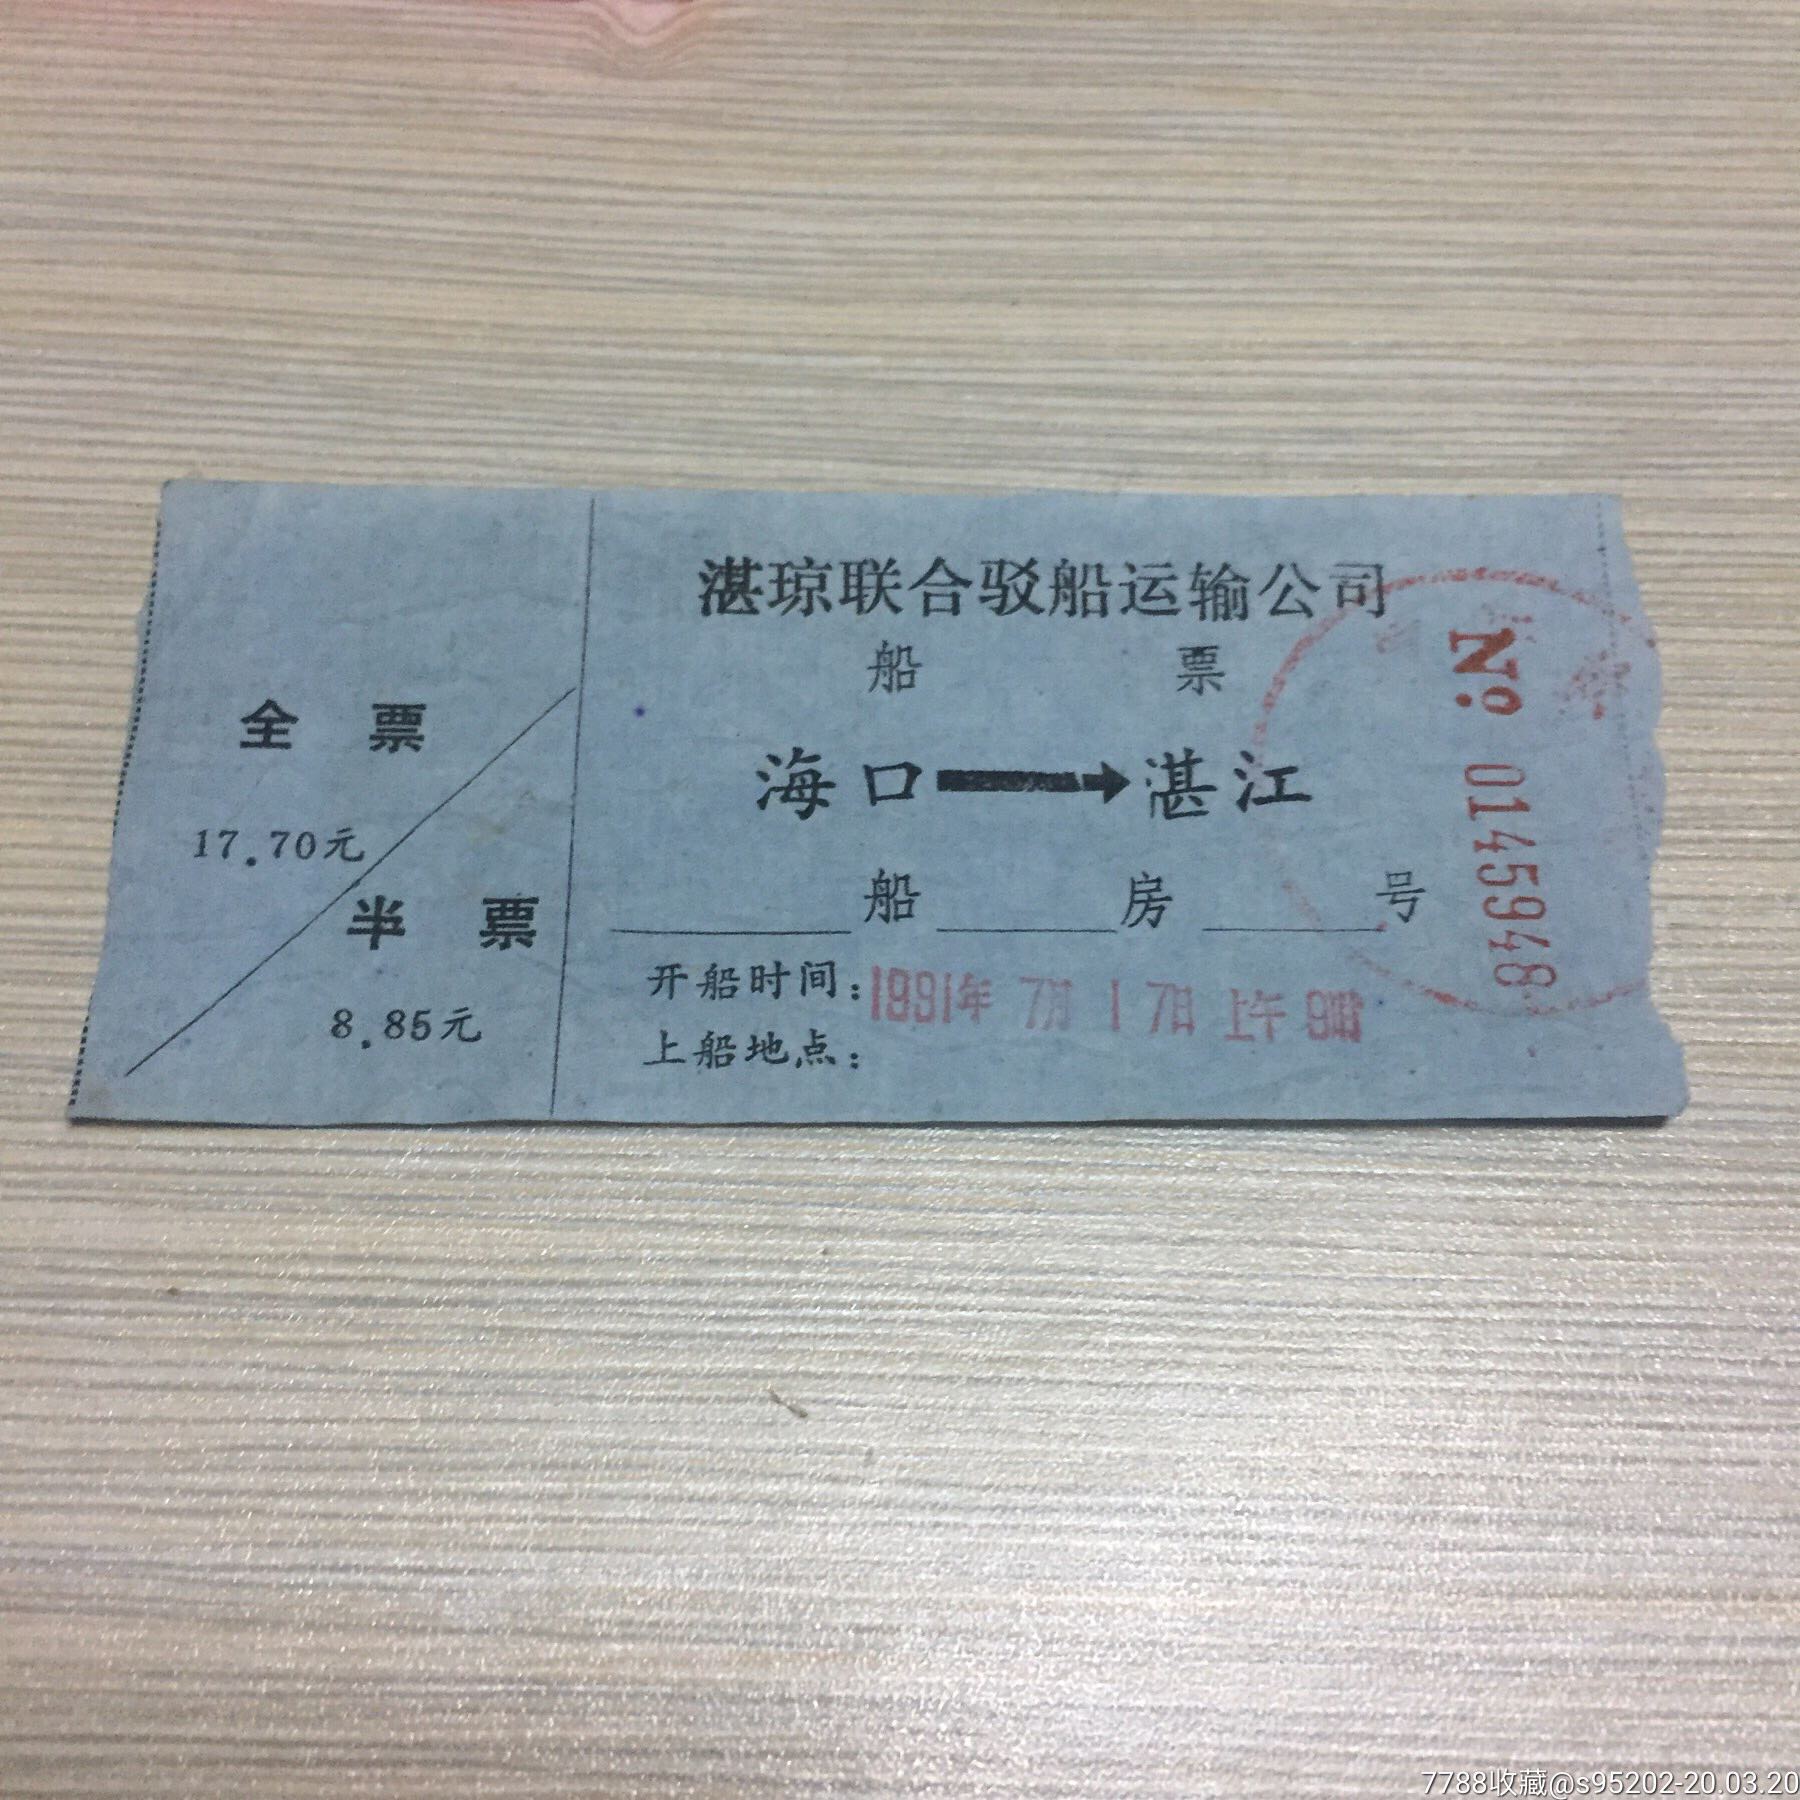 湛琼联合驳船运输公司
船 票
海口→湛江
船 房 号
开船时间：1991年 7月 17日 上午 9时
上船地点：
全 票
17.70元
半 票
8.85元
№ 0145948
7788收藏@s95202-20.03.20